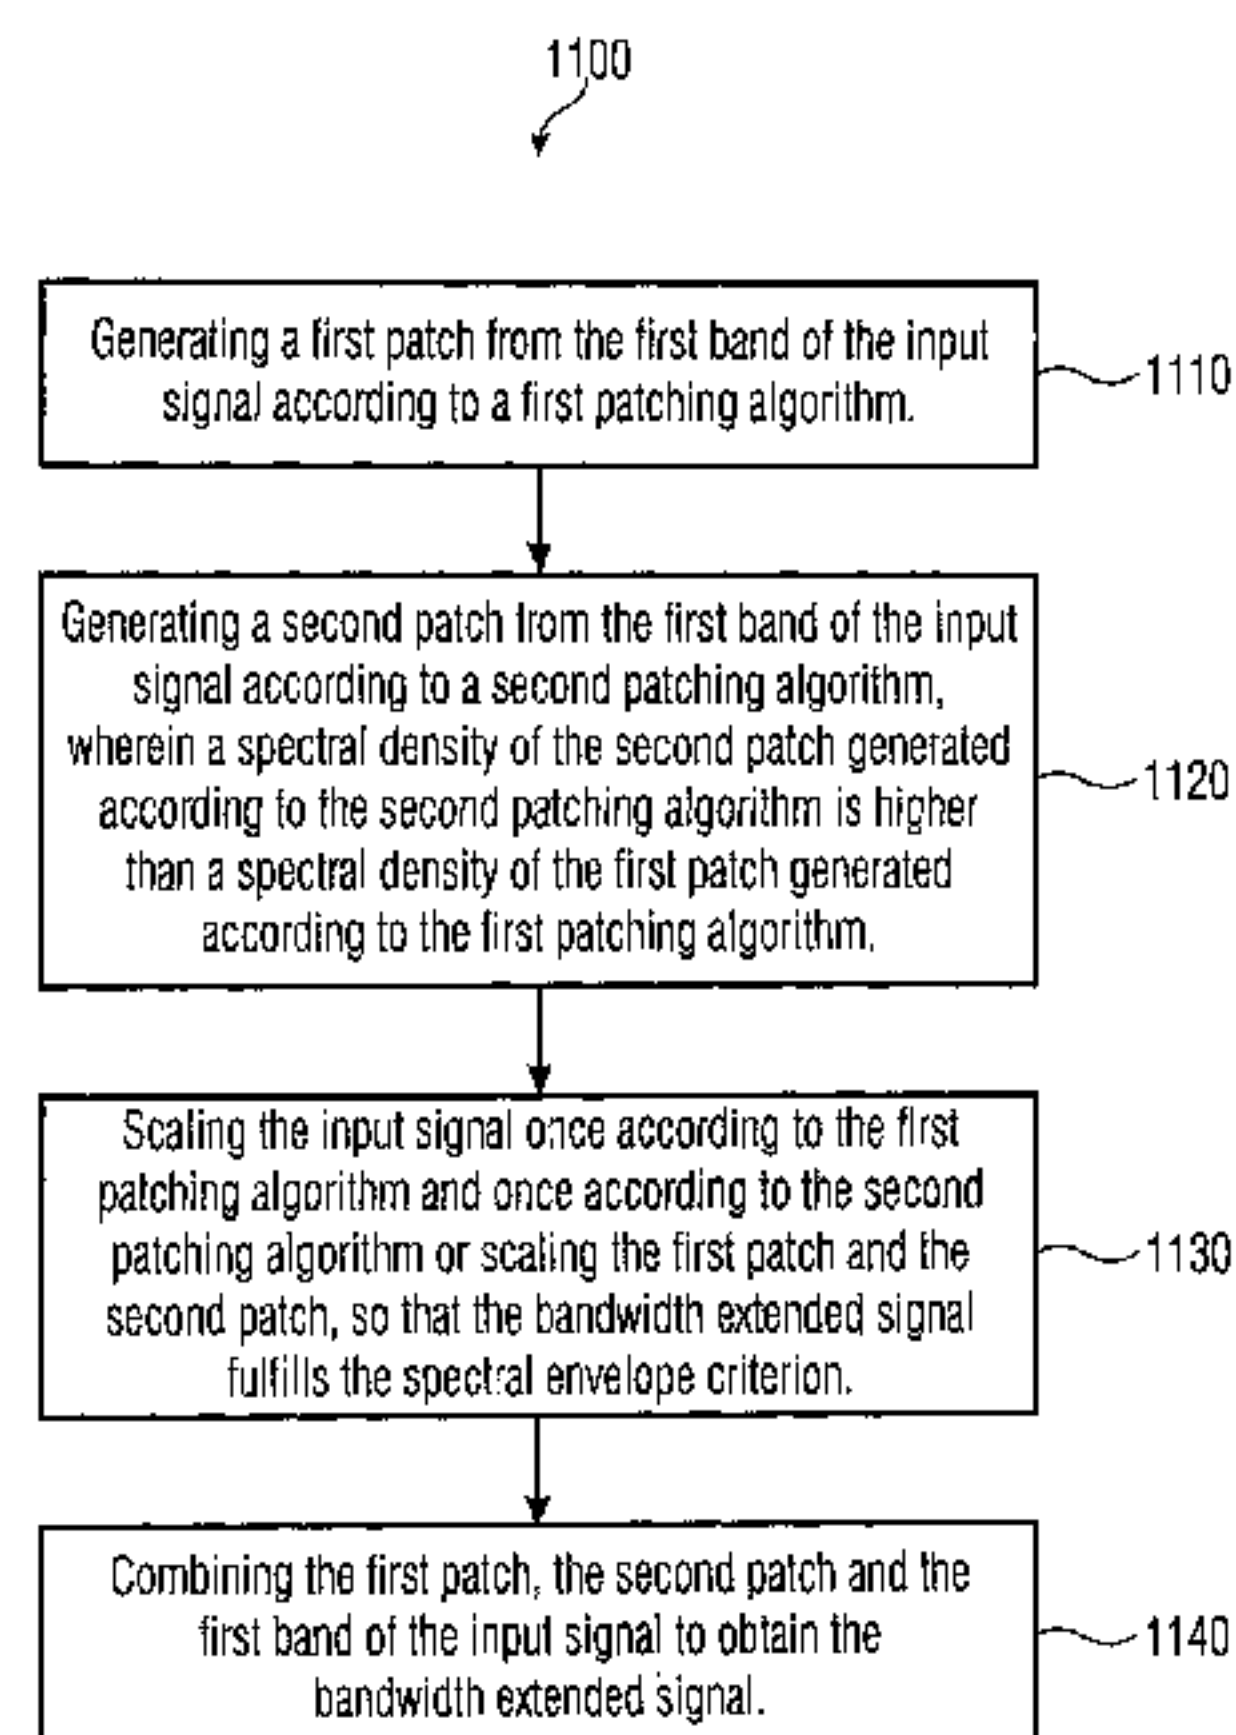 1100
Generating a first patch from the first band of the input
signal according to a first patching algorithm.
1110
Generating a second patch from the first band of the input
signal according to a second patching algorithm,
wherein a spectral density of the second patch generated
according to the second patching algorithm is higher
than a spectral density of the first patch generated
according to the first patching algorithm.
1120
Scaling the input signal once according to the first
patching algorithm and once according to the second
patching algorithm or scaling the first patch and the
second patch, so that the bandwidth extended signal
fulfills the spectral envelope criterion.
1130
Combining the first patch, the second patch and the
first band of the input signal to obtain the
bandwidth extended signal.
1140